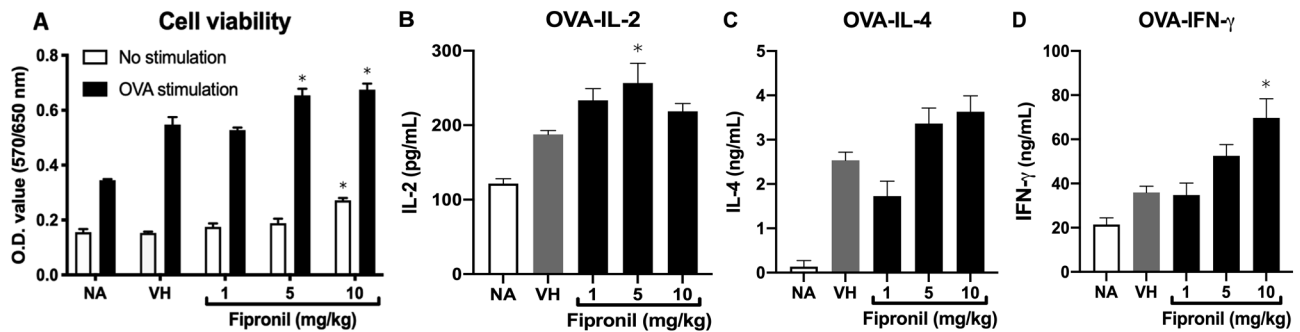 A Cell viability
O.D. value (570/650 nm)
0.8
0.6
0.4
0.2
0.0
No stimulation
OVA stimulation
* * *
NA VH 1 5 10
Fipronil (mg/kg)
B OVA-IL-2
IL-2 (pg/mL)
300
200
100
0
*
NA VH 1 5 10
Fipronil (mg/kg)
C OVA-IL-4
IL-4 (ng/mL)
5
4
3
2
1
0
NA VH 1 5 10
Fipronil (mg/kg)
D OVA-IFN-γ
IFN-γ (ng/mL)
100
80
60
40
20
0
*
NA VH 1 5 10
Fipronil (mg/kg)